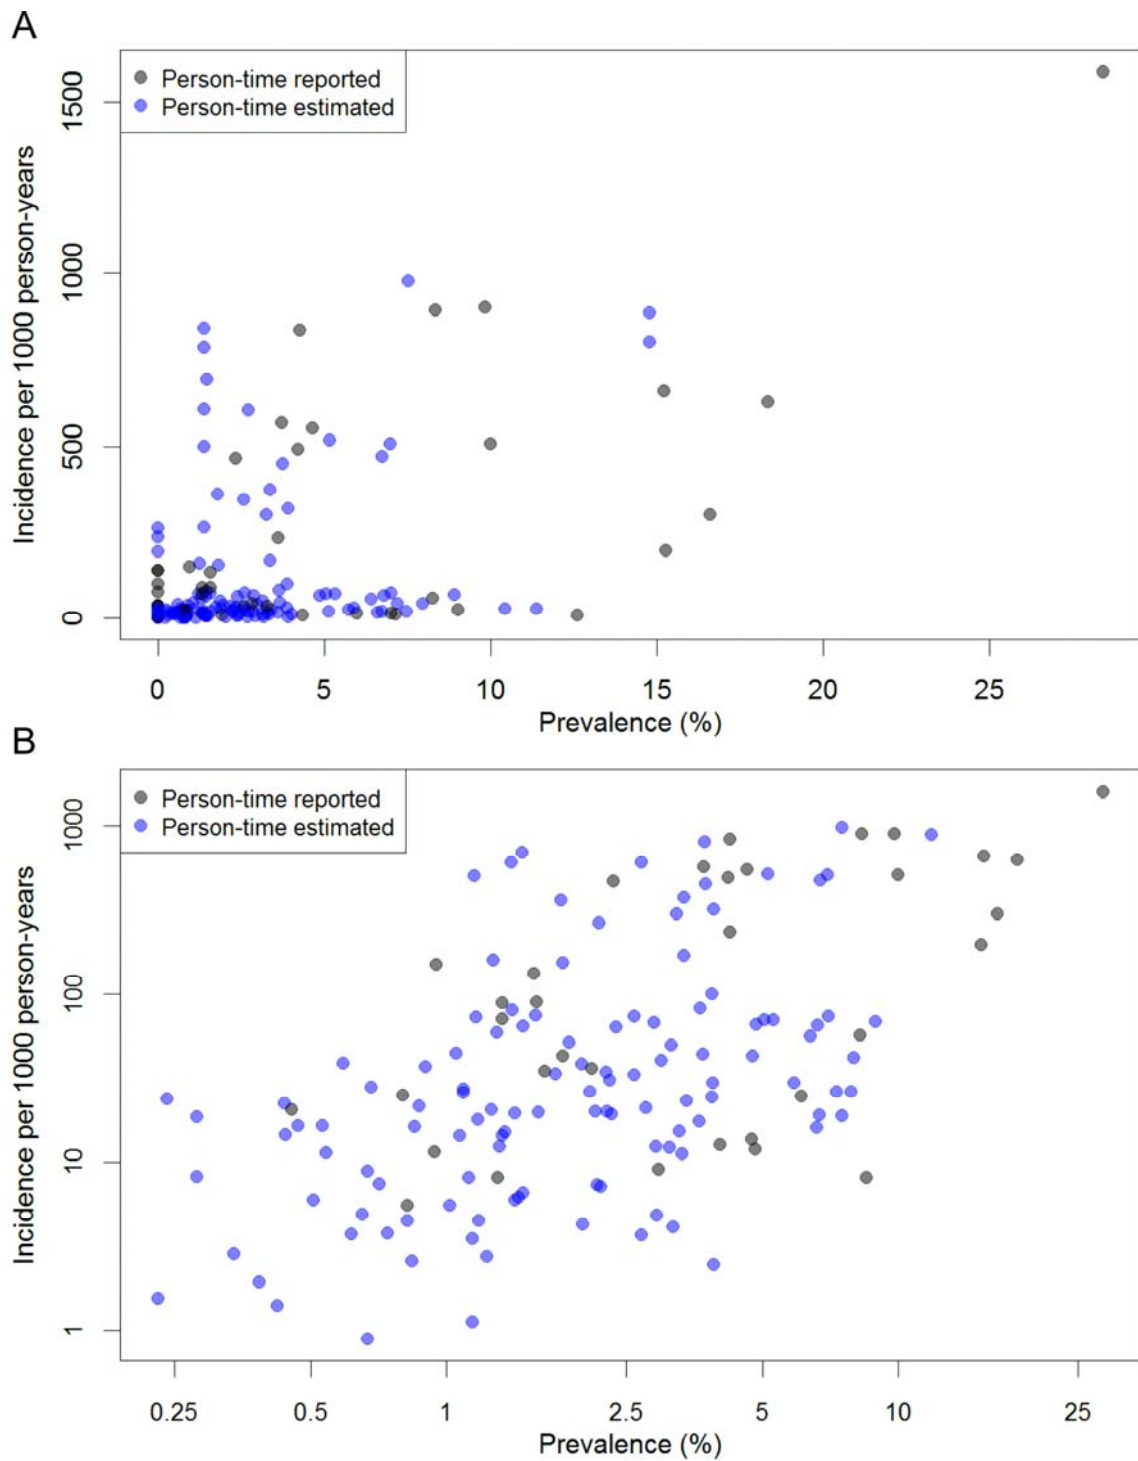 A
Person-time reported
Person-time estimated
Incidence per 1000 person-years
1500
1000
500
0
0 5 10 15 20 25
Prevalence (%)
B
Person-time reported
Person-time estimated
Incidence per 1000 person-years
1000
100
10
1
0.25 0.5 1 2.5 5 10 25
Prevalence (%)